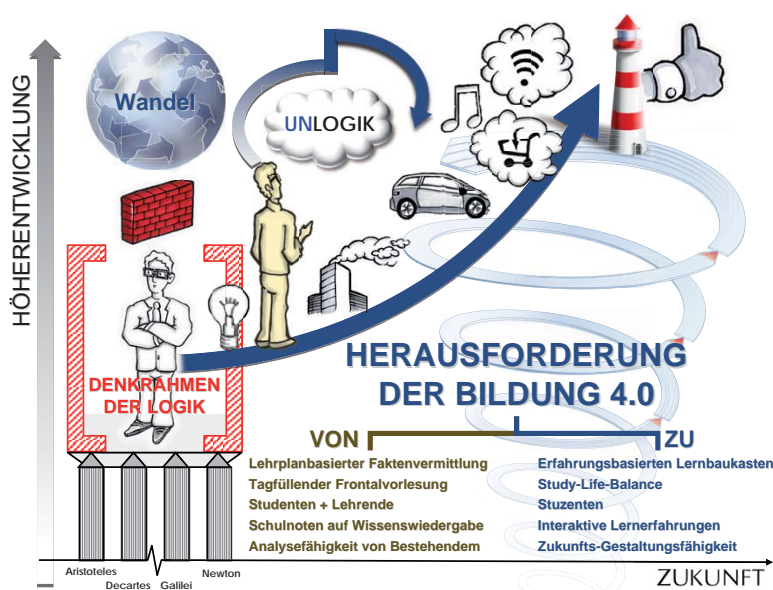 HÖHERENTWICKLUNG
Wandel
UNLOGIK
DENKRAHMEN
DER LOGIK
HERAUSFORDERUNG
DER BILDUNG 4.0
VON
Lehrplanbasierter Faktenvermittlung
Tagfüllender Frontalvorlesung
Studenten + Lehrende
Schulnoten auf Wissenswiedergabe
Analysefähigkeit von Bestehendem
ZU
Erfahrungsbasierten Lernbaukasten
Study-Life-Balance
Stuzenten
Interaktive Lernerfahrungen
Zukunfts-Gestaltungsfähigkeit
Aristoteles
Decartes
Galilei
Newton
ZUKUNFT